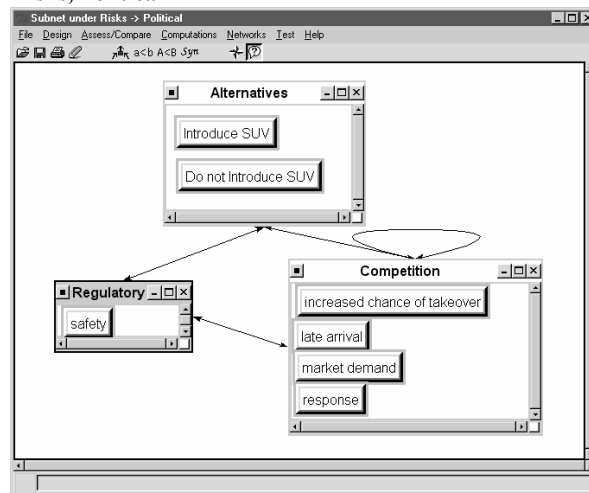 Subnet under Risks -> Political
File Design Assess/Compare Computations Networks Test Help
a<b A<B Syn
Alternatives
Introduce SUV
Do not Introduce SUV
Competition
increased chance of takeover
late arrival
market demand
response
Regulatory
safety